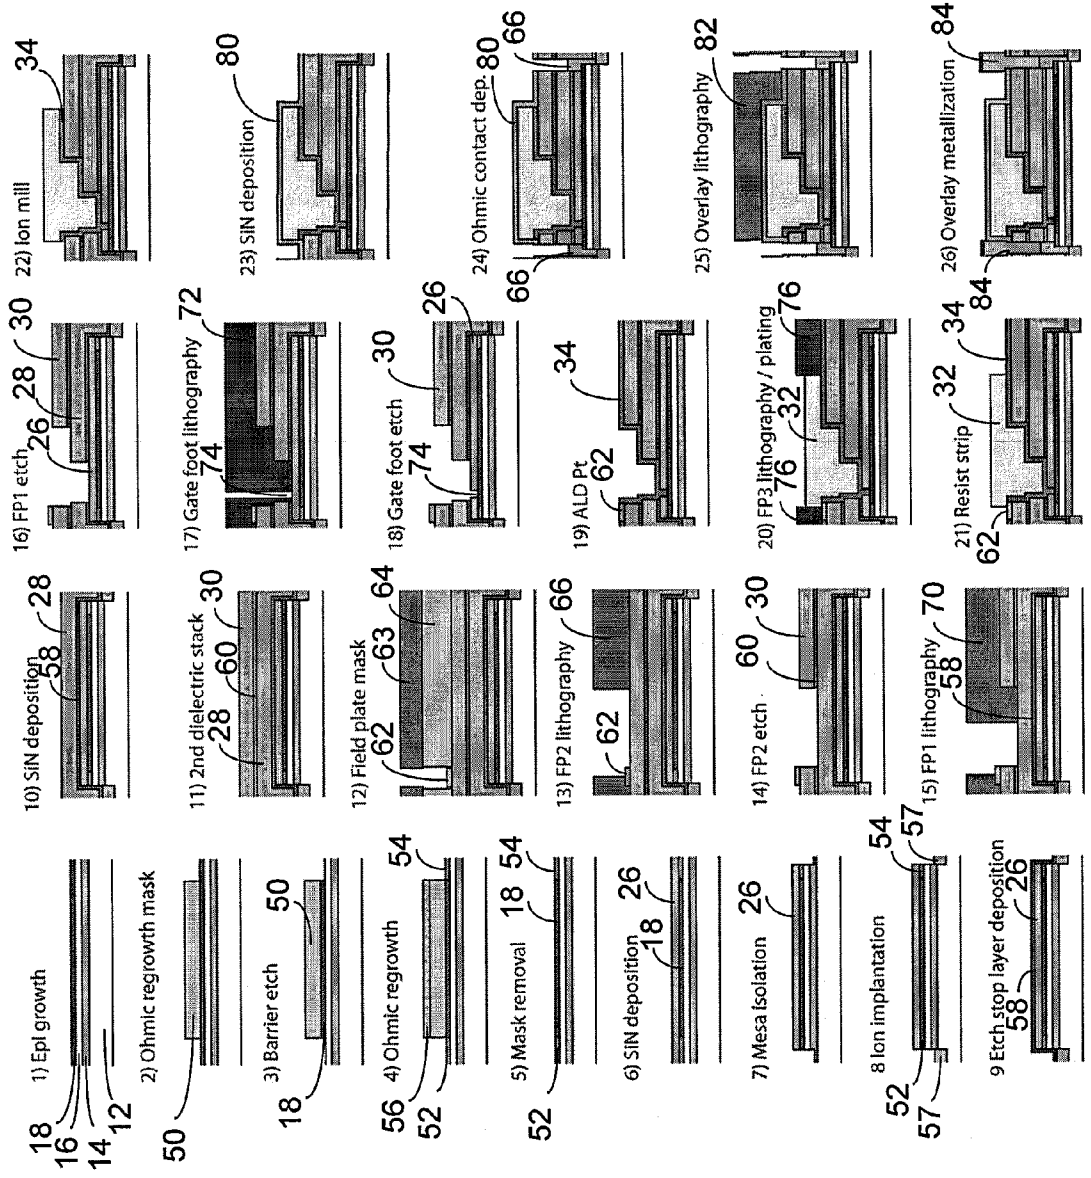 1) Epi growth
18
16
14
12
2) Ohmic regrowth mask
50
3) Barrier etch
50
18
4) Ohmic regrowth
54
56
52
5) Mask removal
18
54
52
6) SiN deposition
26
18
7) Mesa Isolation
26
8 Ion implantation
54
57
52
57
9 Etch stop layer deposition
26
58
10) SiN deposition
28
58
11) 2nd dielectric stack
30
60
28
12) Field plate mask
64
63
62
13) FP2 lithography
66
62
14) FP2 etch
30
60
15) FP1 lithography
70
58
16) FP1 etch
30
28
26
17) Gate foot lithography
72
74
18) Gate foot etch
26
30
74
19) ALD Pt
34
62
20) FP3 lithography / plating
76
32
76
21) Resist strip
34
32
62
22) Ion mill
34
23) SiN deposition
80
24) Ohmic contact dep.
66
80
66
25) Overlay lithography
82
26) Overlay metallization
84
84